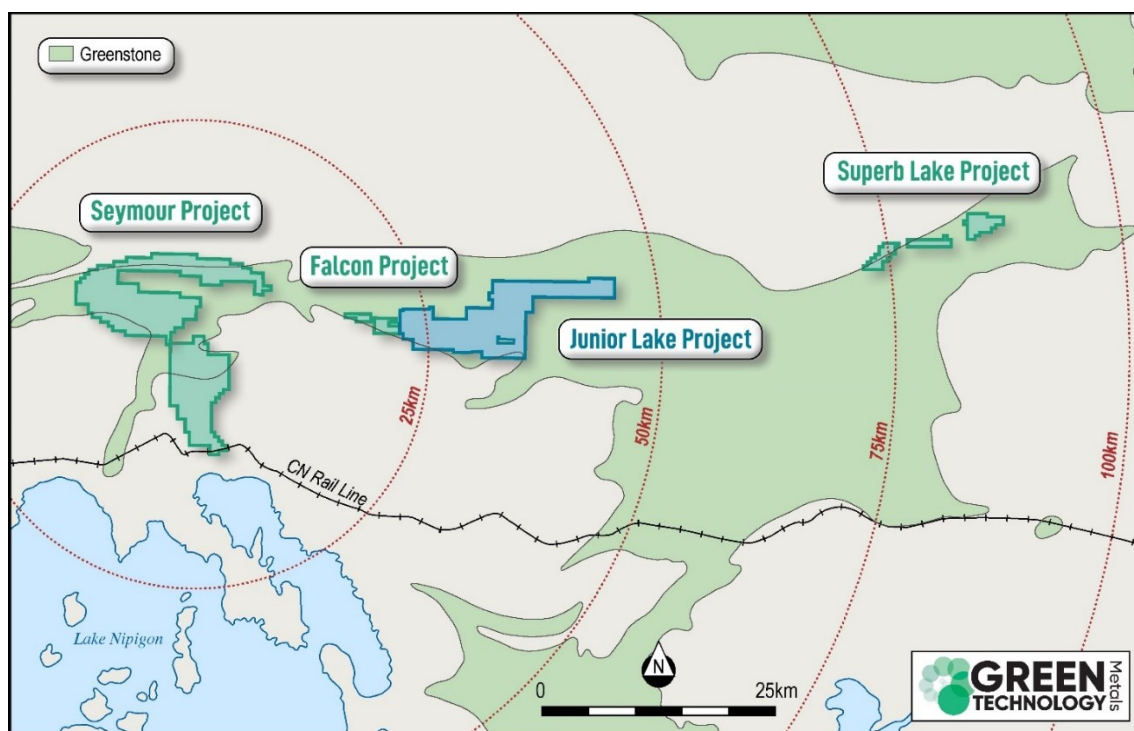 Greenstone
Superb Lake Project
Seymour Project
Falcon Project
Junior Lake Project
25km
50km
75km
100km
CN Rail Line
Lake Nipigon
N
0
25km
GREEN
TECHNOLOGY
Metals